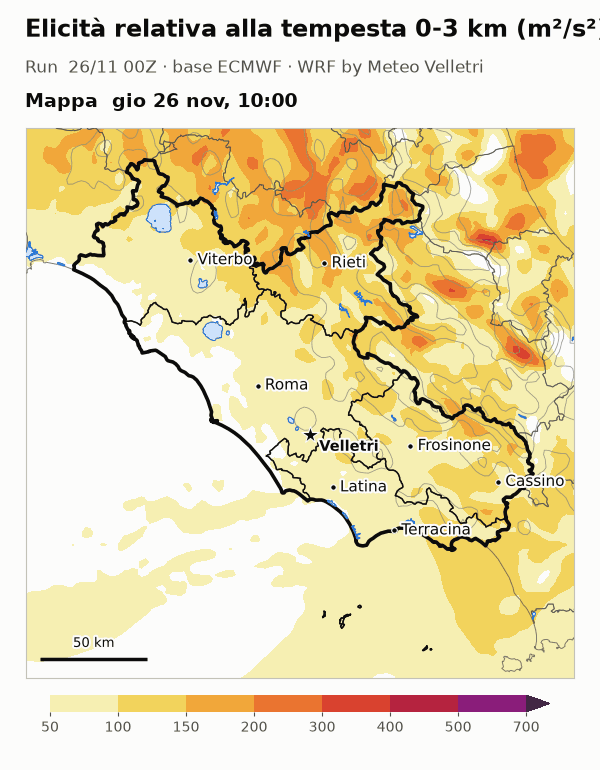 Elicità relativa alla tempesta 0-3 km (m²/s²)
Run  26/11 00Z · base ECMWF · WRF by Meteo Velletri
Mappa  gio 26 nov, 10:00
Viterbo
Rieti
Roma
Velletri
Frosinone
Cassino
Latina
Terracina
50 km
50 100 150 200 300 400 500 700